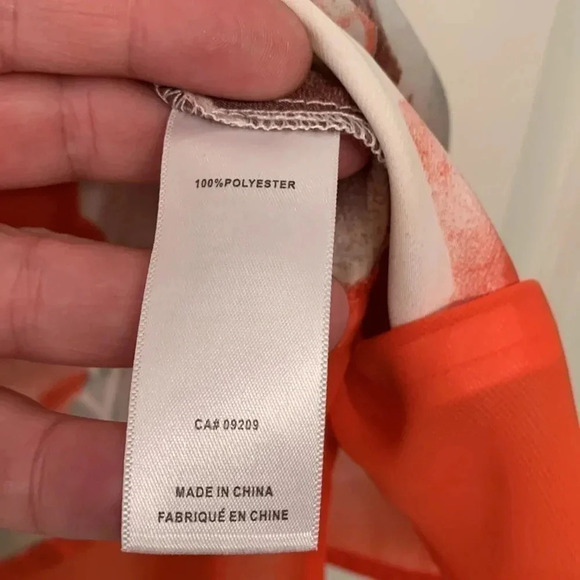 100%POLYESTER
CA# 09209
MADE IN CHINA
FABRIQUÉ EN CHINE